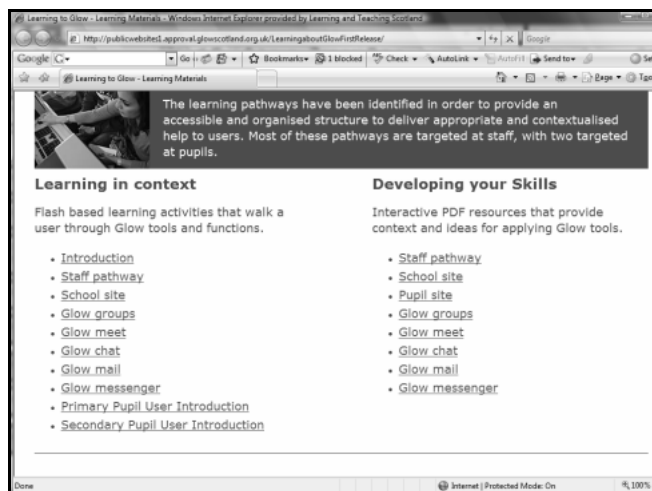 Learning to Glow - Learning Materials - Windows Internet Explorer provided by Learning and Teaching Scotland
http://publicwebsites1.approval.glowscotland.org.uk/LearningaboutGlowFirstRelease/
Google
Google G Go Bookmarks 1 blocked Check AutoLink AutoFill Send to
Learning to Glow - Learning Materials Page
The learning pathways have been identified in order to provide an
accessible and organised structure to deliver appropriate and contextualised
help to users. Most of these pathways are targeted at staff, with two targeted
at pupils.
Learning in context
Flash based learning activities that walk a
user through Glow tools and functions.
• Introduction
• Staff pathway
• School site
• Glow groups
• Glow meet
• Glow chat
• Glow mail
• Glow messenger
• Primary Pupil User Introduction
• Secondary Pupil User Introduction
Developing your Skills
Interactive PDF resources that provide
context and ideas for applying Glow tools.
• Staff pathway
• School site
• Pupil site
• Glow groups
• Glow meet
• Glow chat
• Glow mail
• Glow messenger
Done Internet | Protected Mode: On 100%